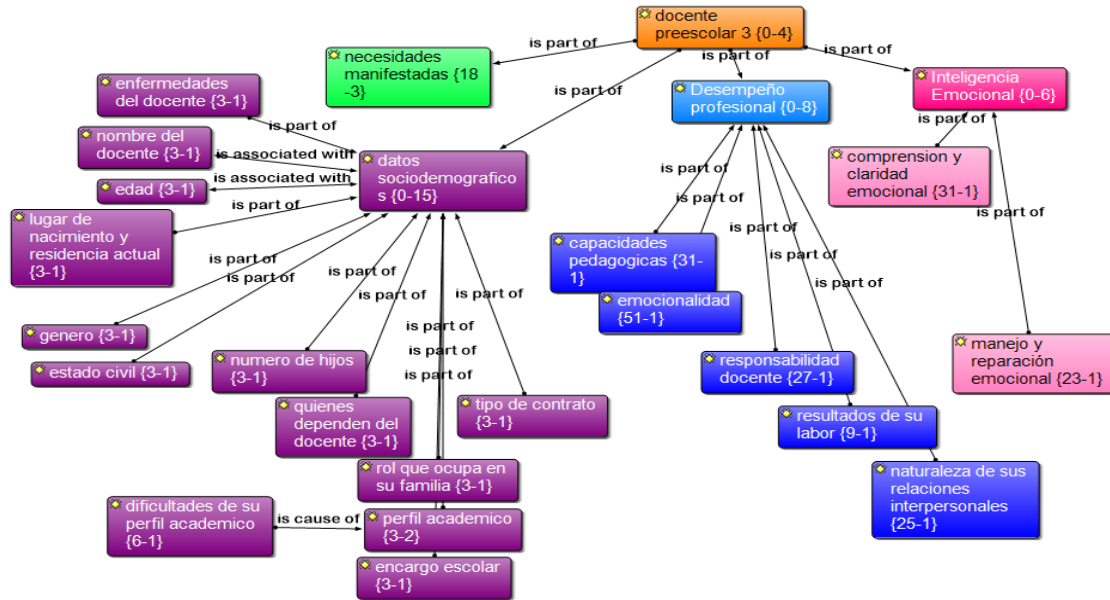 docente
preescolar 3 {0-4}
is part of
necesidades
manifestadas {18
-3}
is part of
is part of
is part of
Desempeño
profesional {0-8}
Inteligencia
Emocional {0-6}
enfermedades
del docente {3-1}
is part of
nombre del
docente {3-1}
is associated with
edad {3-1}
is associated with
datos
sociodemografico
s {0-15}
lugar de
nacimiento y
residencia actual
{3-1}
is part of
is part of
comprension y
claridad
emocional {31-1}
is part of
is part of
is part of
is part of
is part of
is part of
capacidades
pedagogicas {31-
1}
emocionalidad
{51-1}
is part of
is part of
is part of
is part of
is part of
is part of
is part of
is part of
genero {3-1}
estado civil {3-1}
numero de hijos
{3-1}
quienes
dependen del
docente {3-1}
tipo de contrato
{3-1}
responsabilidad
docente {27-1}
manejo y
reparación
emocional {23-1}
resultados de su
labor {9-1}
rol que ocupa en
su familia {3-1}
naturaleza de sus
relaciones
interpersonales
{25-1}
dificultades de su
perfil academico
{6-1}
is cause of
perfil academico
{3-2}
encargo escolar
{3-1}